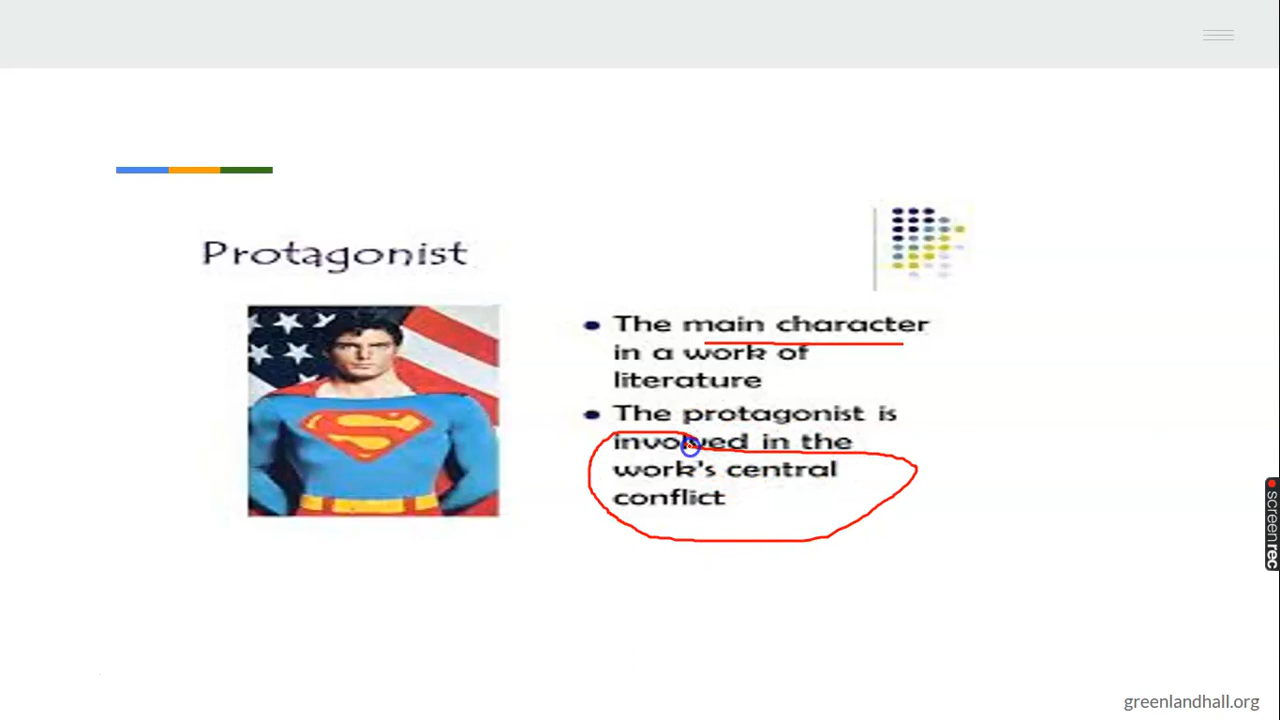 Protagonist
The main character
in a work of
literature
The protagonist is
involved in the
work's central
conflict
screenrec
greenlandhall.org